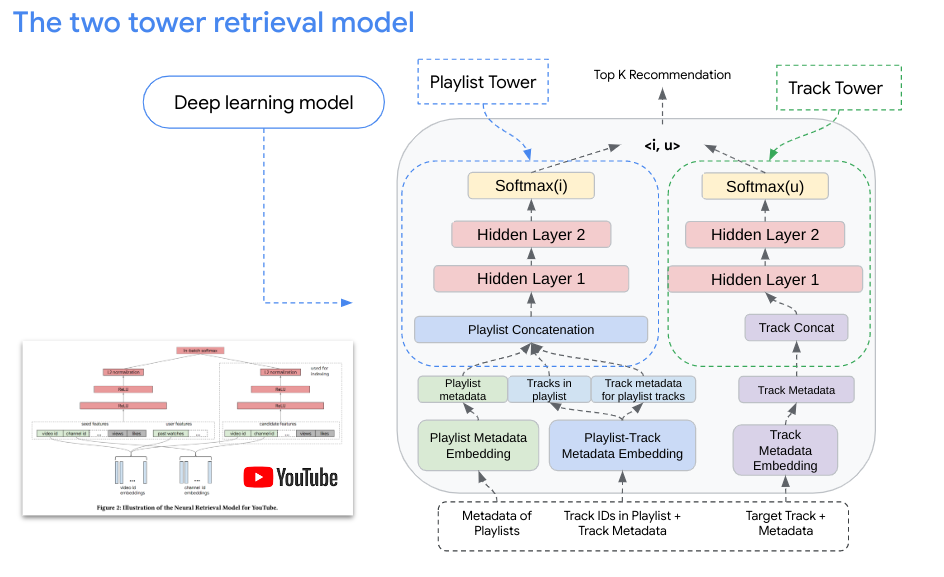 The two tower retrieval model
Deep learning model
Playlist Tower
Top K Recommendation
Track Tower
<i, u>
Softmax(i)
Softmax(u)
Hidden Layer 2
Hidden Layer 2
Hidden Layer 1
Hidden Layer 1
Playlist Concatenation
Track Concat
Playlist
metadata
Tracks in
playlist
Track metadata
for playlist tracks
Track Metadata
Playlist Metadata
Embedding
Playlist-Track
Metadata Embedding
Track
Metadata
Embedding
Metadata of
Playlists
Track IDs in Playlist +
Track Metadata
Target Track +
Metadata
in-batch softmax
L2 normalization
L2 normalization
used for
indexing
ReLU
ReLU
ReLU
ReLU
seed features
user features
candidate features
video id
channel id
...
views
likes
past watches
...
video id
channel id
...
views
likes
video id
embeddings
channel id
embeddings
YouTube
Figure 2: Illustration of the Neural Retrieval Model for YouTube.